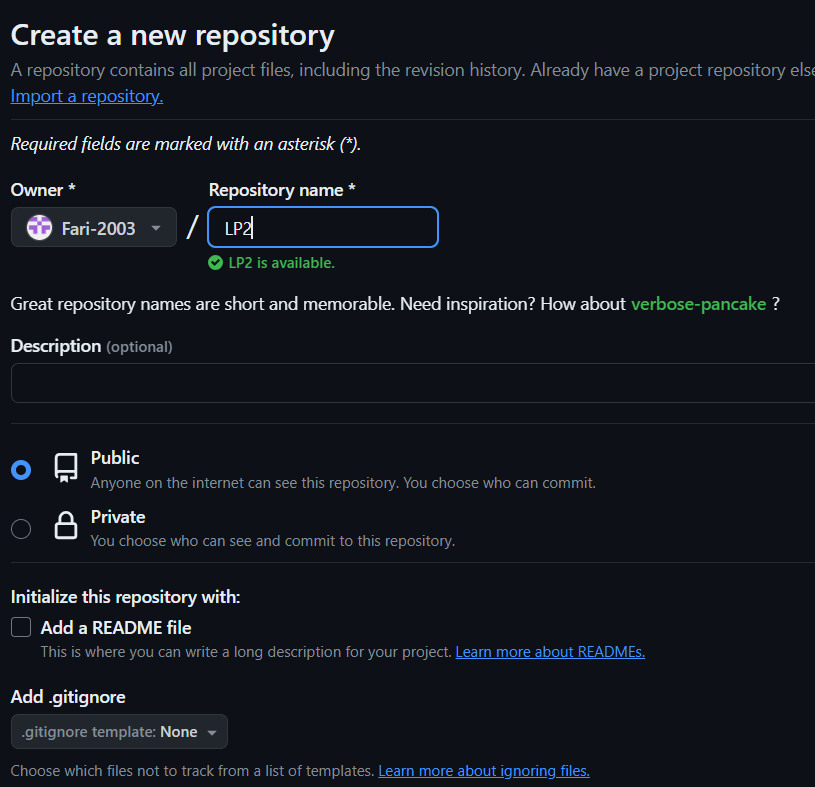 Create a new repository
A repository contains all project files, including the revision history. Already have a project repository else
Import a repository.
Required fields are marked with an asterisk (*).
Owner * Repository name *
Fari-2003 / LP2
LP2 is available.
Great repository names are short and memorable. Need inspiration? How about verbose-pancake ?
Description (optional)
Public
Anyone on the internet can see this repository. You choose who can commit.
Private
You choose who can see and commit to this repository.
Initialize this repository with:
Add a README file
This is where you can write a long description for your project. Learn more about READMEs.
Add .gitignore
.gitignore template: None
Choose which files not to track from a list of templates. Learn more about ignoring files.